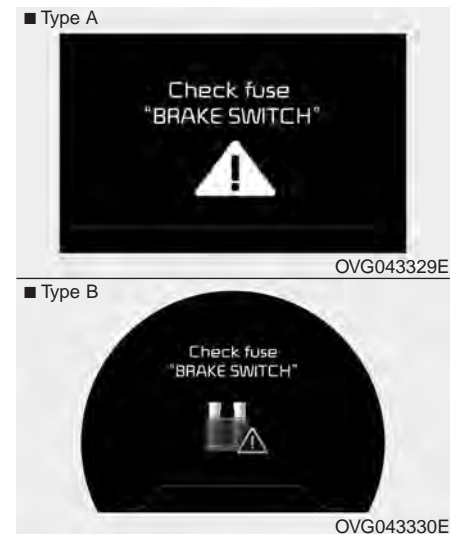 ■ Type A
Check fuse
"BRAKE SWITCH"
OVG043329E
■ Type B
Check fuse
"BRAKE SWITCH"
OVG043330E